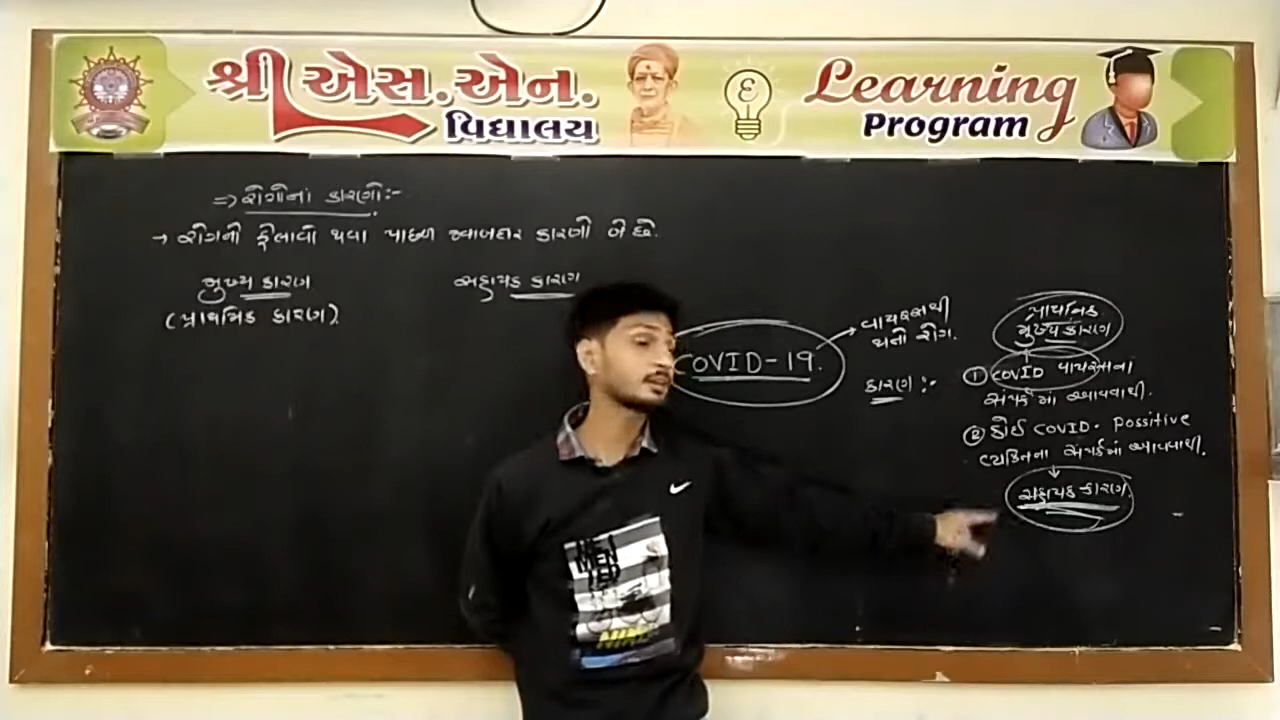 શ્રી એસ.એન.
વિદ્યાલય
Learning
Program
=> રોગોનાં કારણો:-
→ રોગનો ફેલાવો થવા પાછળ જવાબદાર કારણો બે છે.
મુખ્ય કારણ
(પ્રાથમિક કારણ).
સહાયક કારણ
COVID-19.
વાયરસથી
થતો રોગ.
કારણ :-
પ્રાથમિક
મુખ્ય કારણ
① COVID વાયરસનાં
સંપર્કમાં આવવાથી.
② કોઈ COVID. Possitive
વ્યકિતના સંપર્કમાં આવવાથી.
સહાયક કારણ.